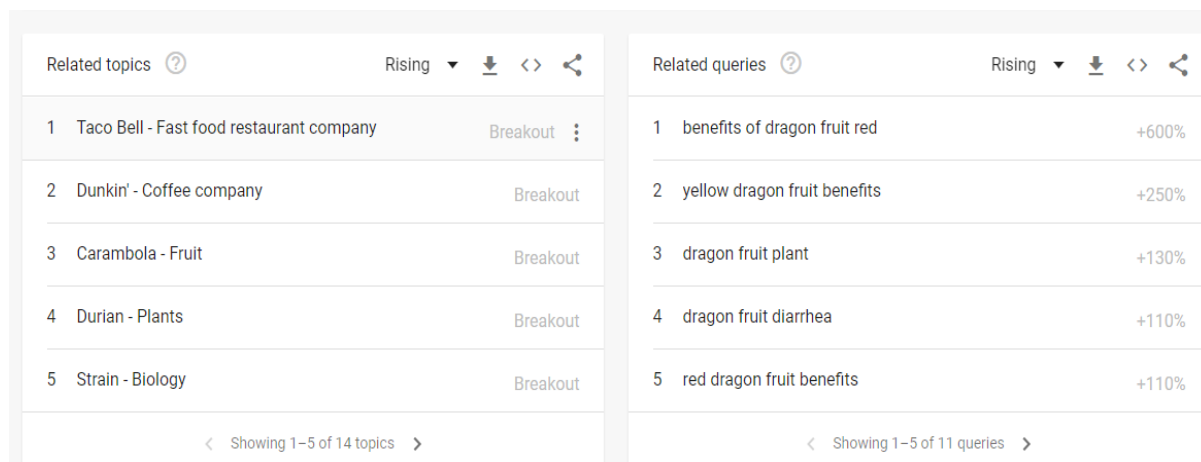 Related topics ? Rising
1 Taco Bell - Fast food restaurant company Breakout
2 Dunkin' - Coffee company Breakout
3 Carambola - Fruit Breakout
4 Durian - Plants Breakout
5 Strain - Biology Breakout
Showing 1–5 of 14 topics
Related queries ? Rising
1 benefits of dragon fruit red +600%
2 yellow dragon fruit benefits +250%
3 dragon fruit plant +130%
4 dragon fruit diarrhea +110%
5 red dragon fruit benefits +110%
Showing 1–5 of 11 queries